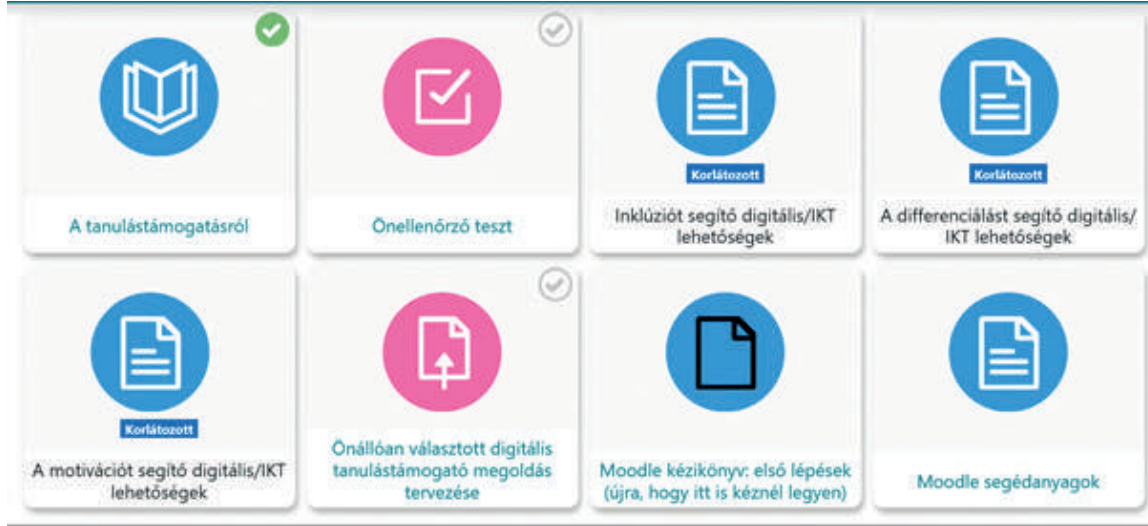 A tanulástámogatásról
Önellenőrző teszt
Korlátozott
Inklúziót segítő digitális/IKT
lehetőségek
Korlátozott
A differenciálást segítő digitális/
IKT lehetőségek
Korlátozott
A motivációt segítő digitális/IKT
lehetőségek
Önállóan választott digitális
tanulástámogató megoldás
tervezése
Moodle kézikönyv: első lépések
(újra, hogy itt is kéznél legyen)
Moodle segédanyagok